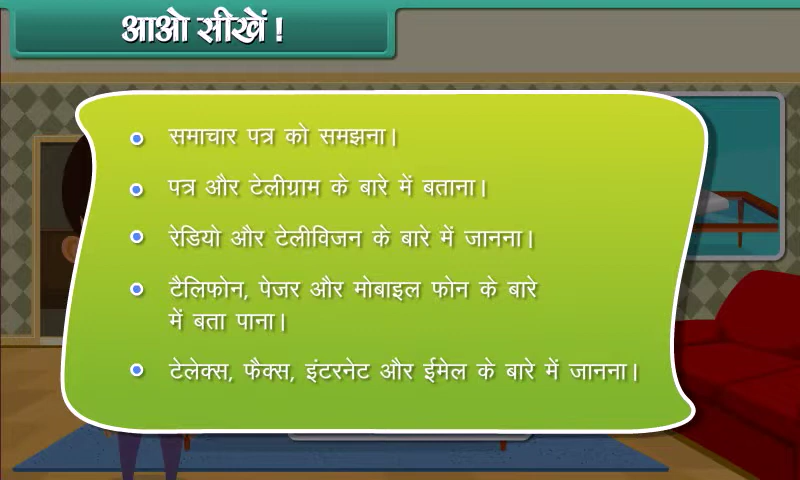 आओ सीखें!
समाचार पत्र को समझना।
पत्र और टेलीग्राम के बारे में बताना।
रेडियो और टेलीविजन के बारे में जानना।
टैलिफोन, पेजर और मोबाइल फोन के बारे
में बता पाना।
टेलेक्स, फैक्स, इंटरनेट और ईमेल के बारे में जानना।